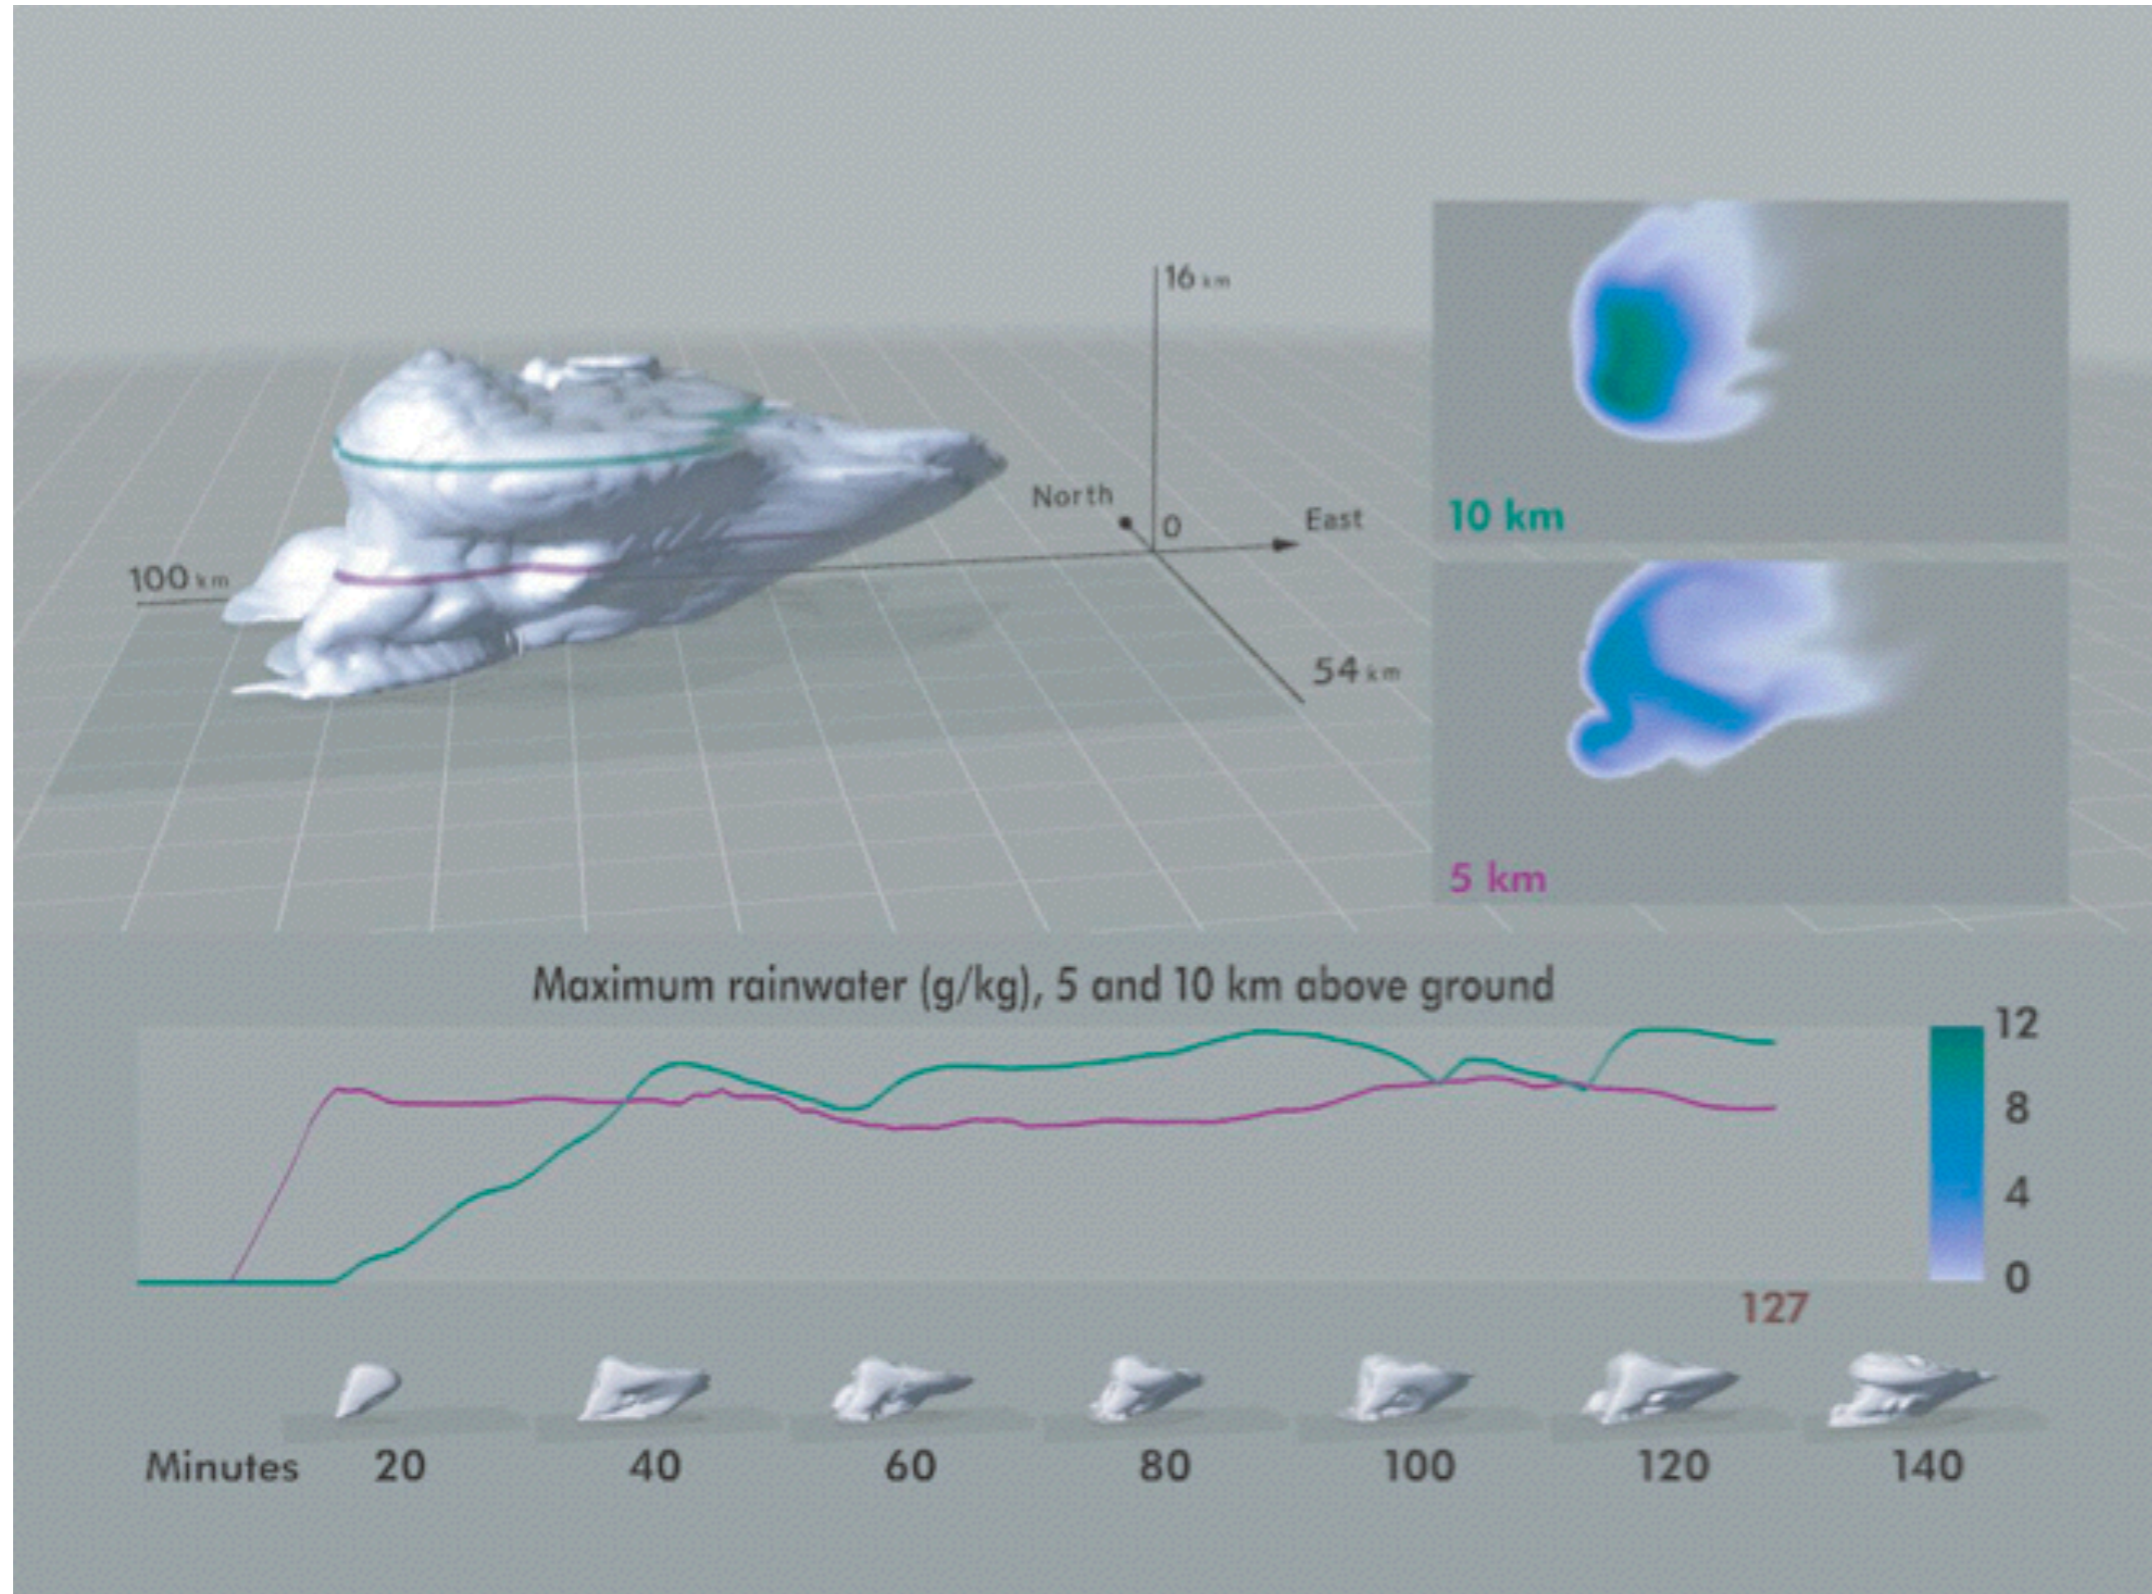 16 km
North
0
East
100 km
54 km
10 km
5 km
Maximum rainwater (g/kg), 5 and 10 km above ground
12
8
4
0
127
Minutes 20 40 60 80 100 120 140